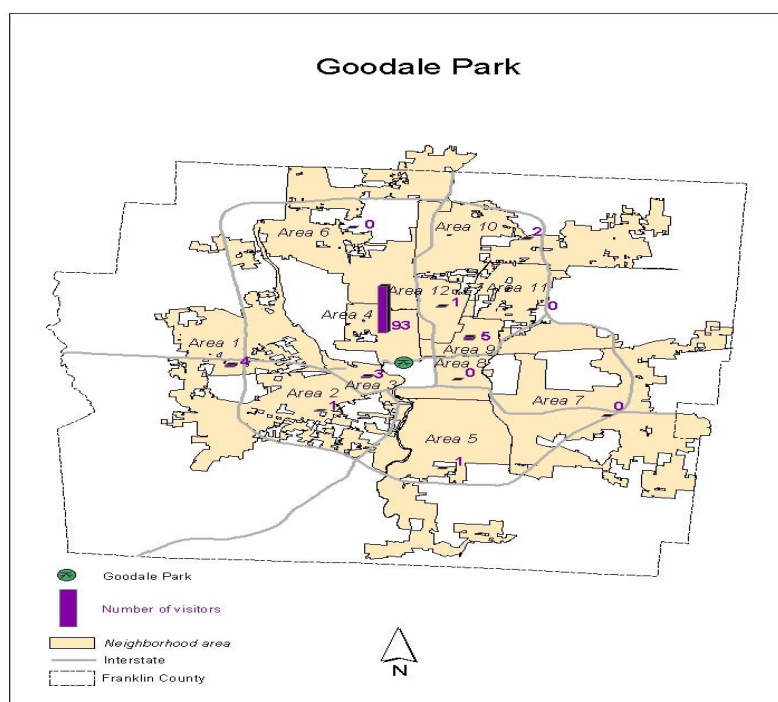 Goodale Park
Area 6
0
Area 10
2
Area 12
Area 11
1
0
Area 4
93
5
Area 1
Area 9
4
Area 8
3
0
Area 3
Area 2
1
Area 7
0
Area 5
1
Goodale Park
Number of visitors
Neighborhood area
Interstate
Franklin County
N